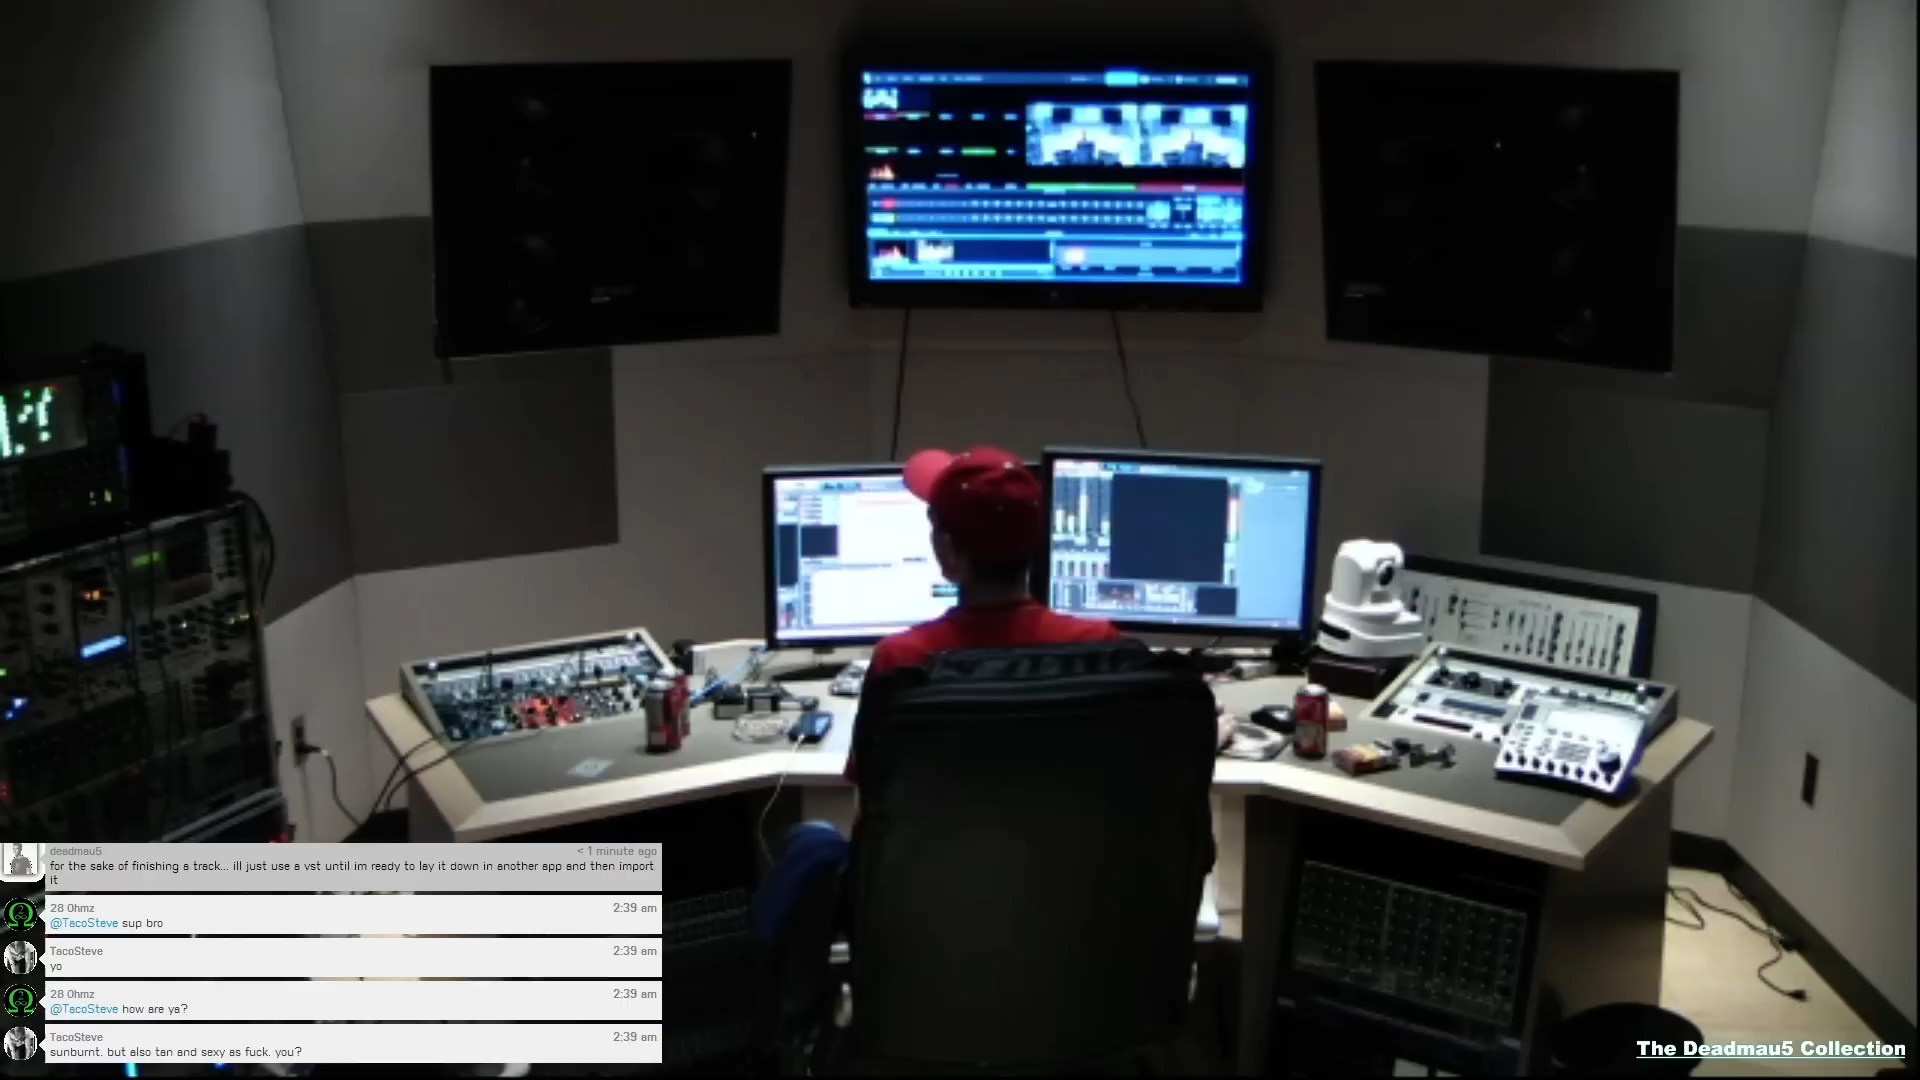 deadmau5 < 1 minute ago
for the sake of finishing a track... ill just use a vst until im ready to lay it down in another app and then import
it
28 Ohmz 2:39 am
@TacoSteve sup bro
TacoSteve 2:39 am
yo
28 Ohmz 2:39 am
@TacoSteve how are ya?
TacoSteve 2:39 am
sunburnt. but also tan and sexy as fuck. you?
The Deadmau5 Collection